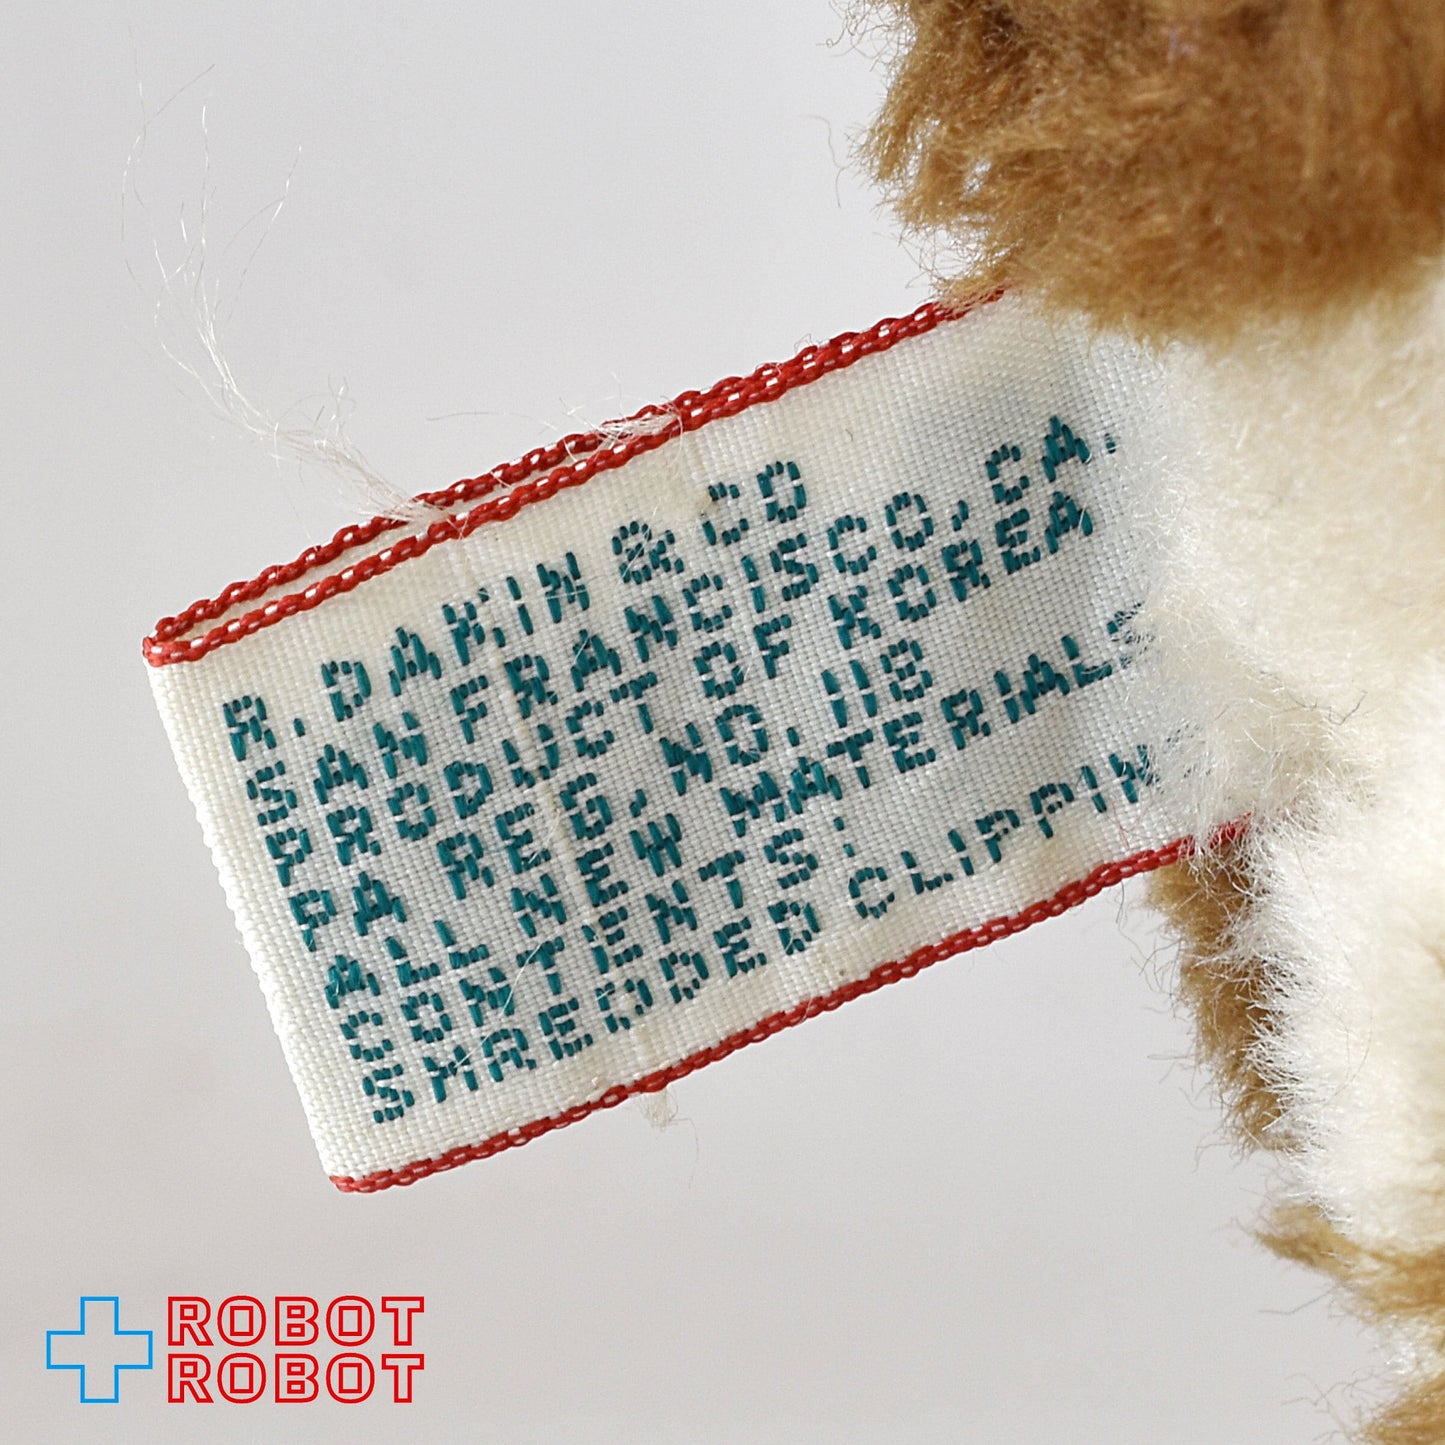 R. DAKIN & CO
SAN FRANCISCO, CA.
PRODUCT OF KOREA
PA REG, NO. 118
ALL NEW MATERIALS
CONTENTS:
SHREDDED CLIPPIN
ROBOT
ROBOT